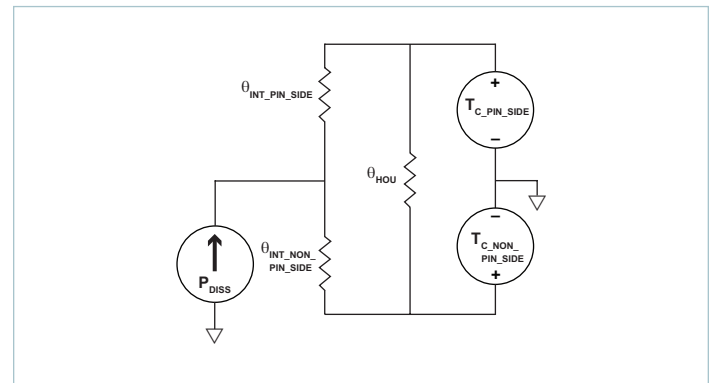 θINT_PIN_SIDE
+
TC_PIN_SIDE
–
θHOU
–
θINT_NON_
PIN_SIDE
TC_NON_
PIN_SIDE
+
PDISS